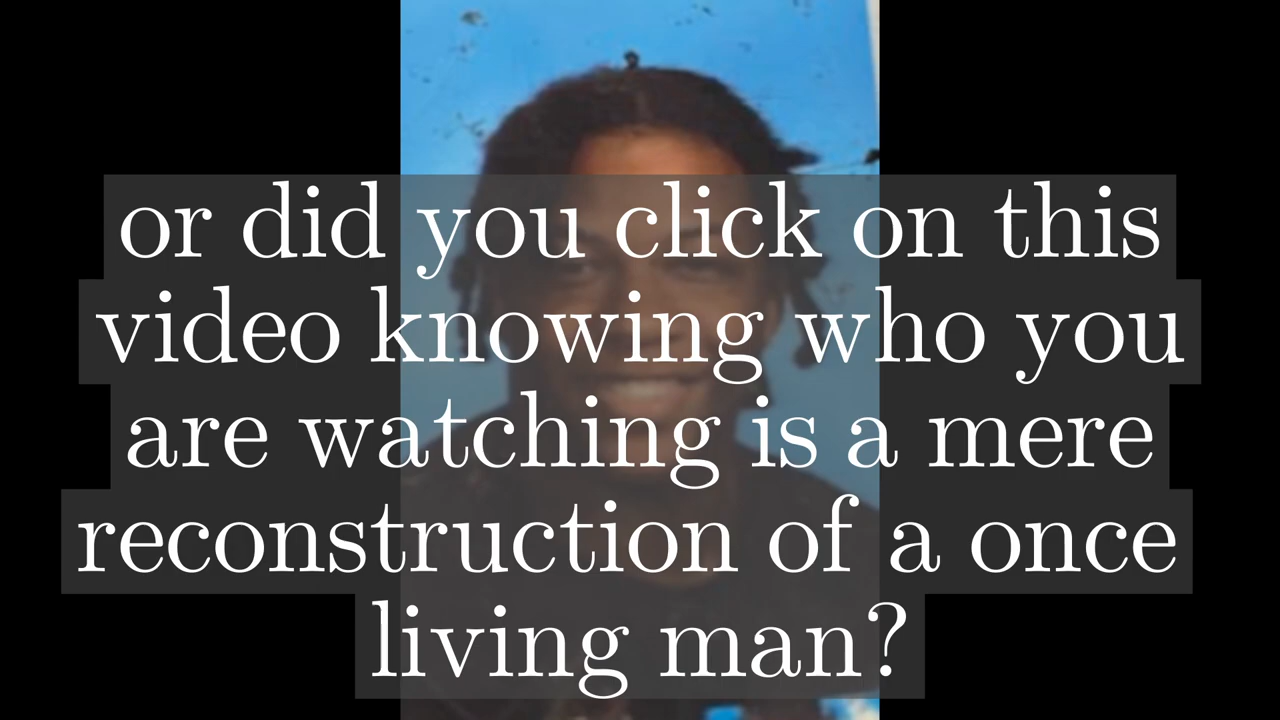 or did you click on this
video knowing who you
are watching is a mere
reconstruction of a once
living man?